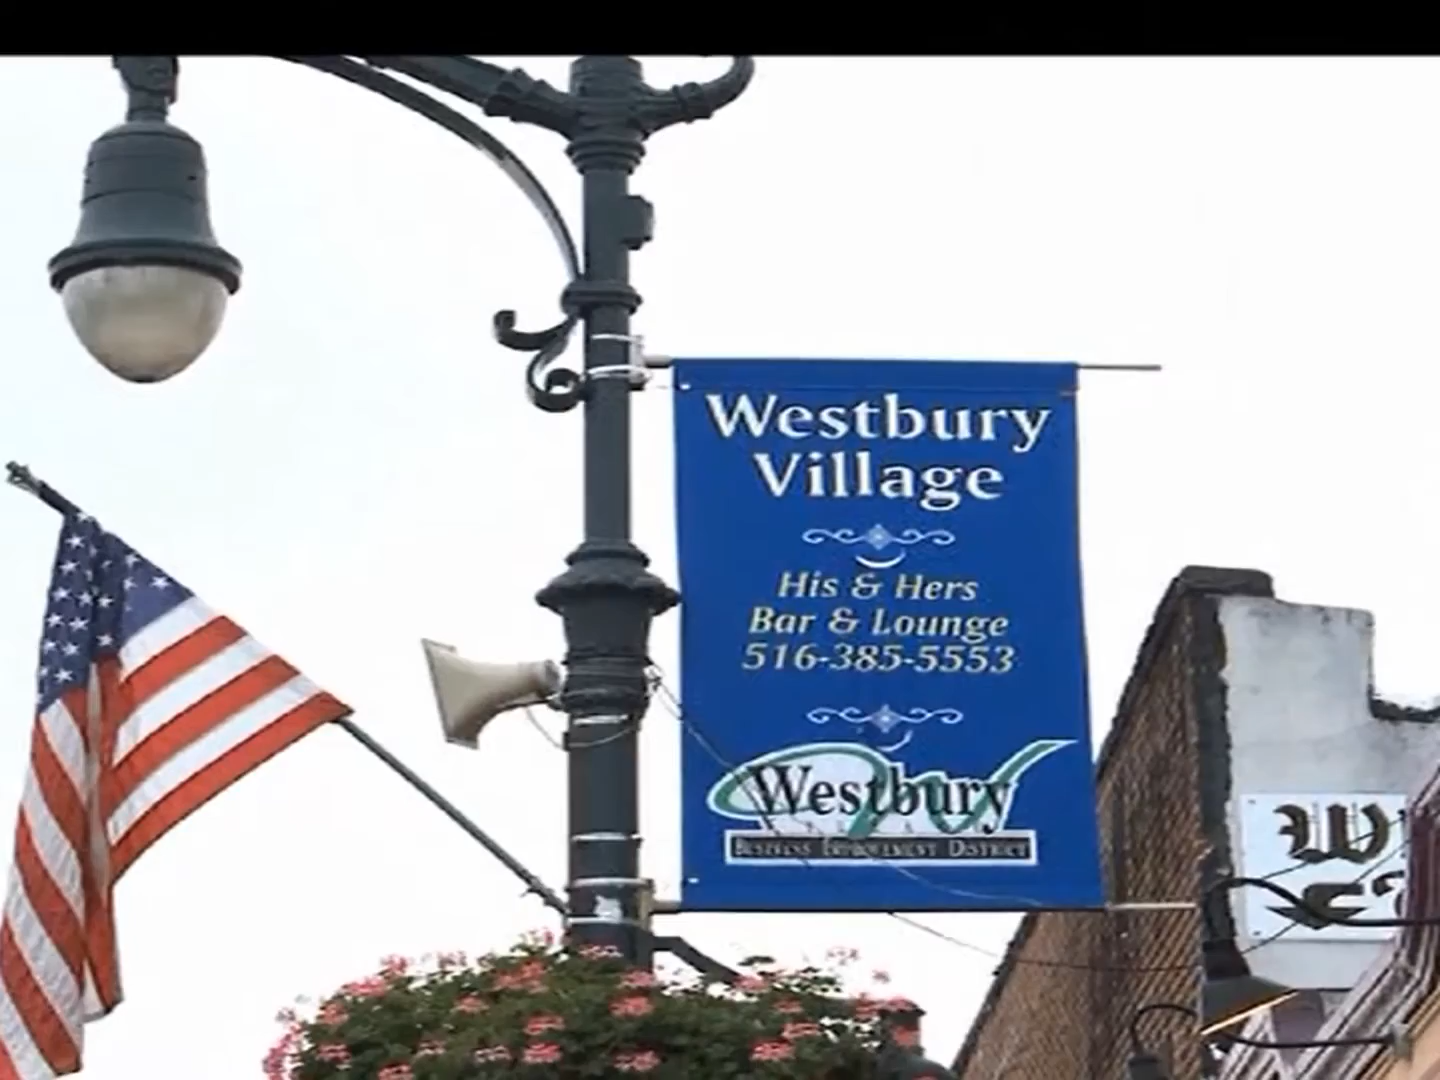 Westbury
Village
His & Hers
Bar & Lounge
516-385-5553
Westbury
BUSINESS IMPROVEMENT DISTRICT